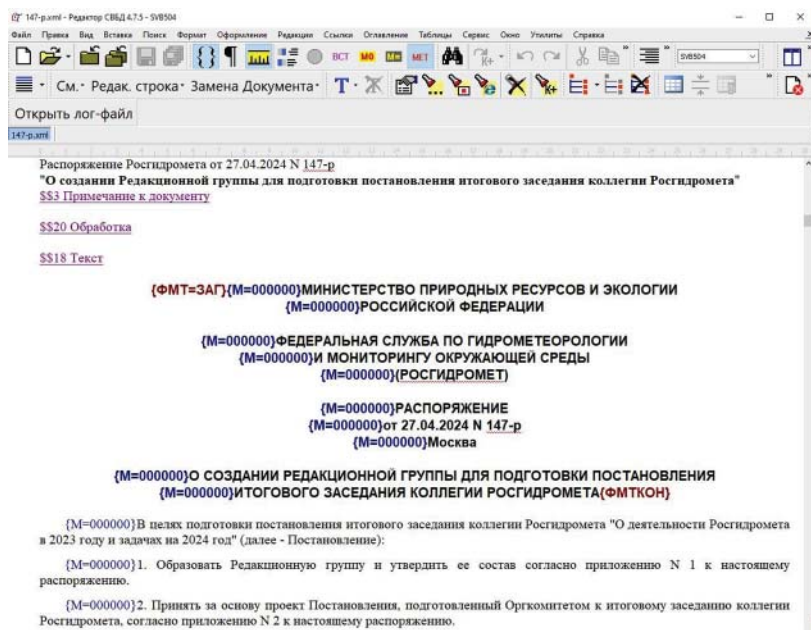 147-p.xml - Редактор СВБД 4.7.5 - SVB504
Файл Правка Вид Вставка Поиск Формат Оформление Редакции Ссылки Оглавление Таблицы Сервис Окно Утилиты Справка
ВСТ МО МЕТ К+ SVB504
См. Редак. строка Замена Документа Т К+
Открыть лог-файл
147-p.xml
Распоряжение Росгидромета от 27.04.2024 N 147-р
"О создании Редакционной группы для подготовки постановления итогового заседания коллегии Росгидромета"
$$3 Примечание к документу
$$20 Обработка
$$18 Текст
{ФМТ=ЗАГ}{М=000000}МИНИСТЕРСТВО ПРИРОДНЫХ РЕСУРСОВ И ЭКОЛОГИИ
{М=000000}РОССИЙСКОЙ ФЕДЕРАЦИИ
{М=000000}ФЕДЕРАЛЬНАЯ СЛУЖБА ПО ГИДРОМЕТЕОРОЛОГИИ
{М=000000}И МОНИТОРИНГУ ОКРУЖАЮЩЕЙ СРЕДЫ
{М=000000}(РОСГИДРОМЕТ)
{М=000000}РАСПОРЯЖЕНИЕ
{М=000000}от 27.04.2024 N 147-р
{М=000000}Москва
{М=000000}О СОЗДАНИИ РЕДАКЦИОННОЙ ГРУППЫ ДЛЯ ПОДГОТОВКИ ПОСТАНОВЛЕНИЯ
{М=000000}ИТОГОВОГО ЗАСЕДАНИЯ КОЛЛЕГИИ РОСГИДРОМЕТА{ФМТКОН}
{М=000000}В целях подготовки постановления итогового заседания коллегии Росгидромета "О деятельности Росгидромета
в 2023 году и задачах на 2024 год" (далее - Постановление):
{М=000000}1. Образовать Редакционную группу и утвердить ее состав согласно приложению N 1 к настоящему
распоряжению.
{М=000000}2. Принять за основу проект Постановления, подготовленный Оргкомитетом к итоговому заседанию коллегии
Росгидромета, согласно приложению N 2 к настоящему распоряжению.